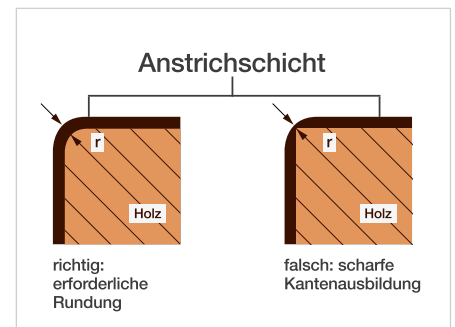 Anstrichschicht
r
r
Holz
Holz
richtig:
erforderliche
Rundung
falsch: scharfe
Kantenausbildung